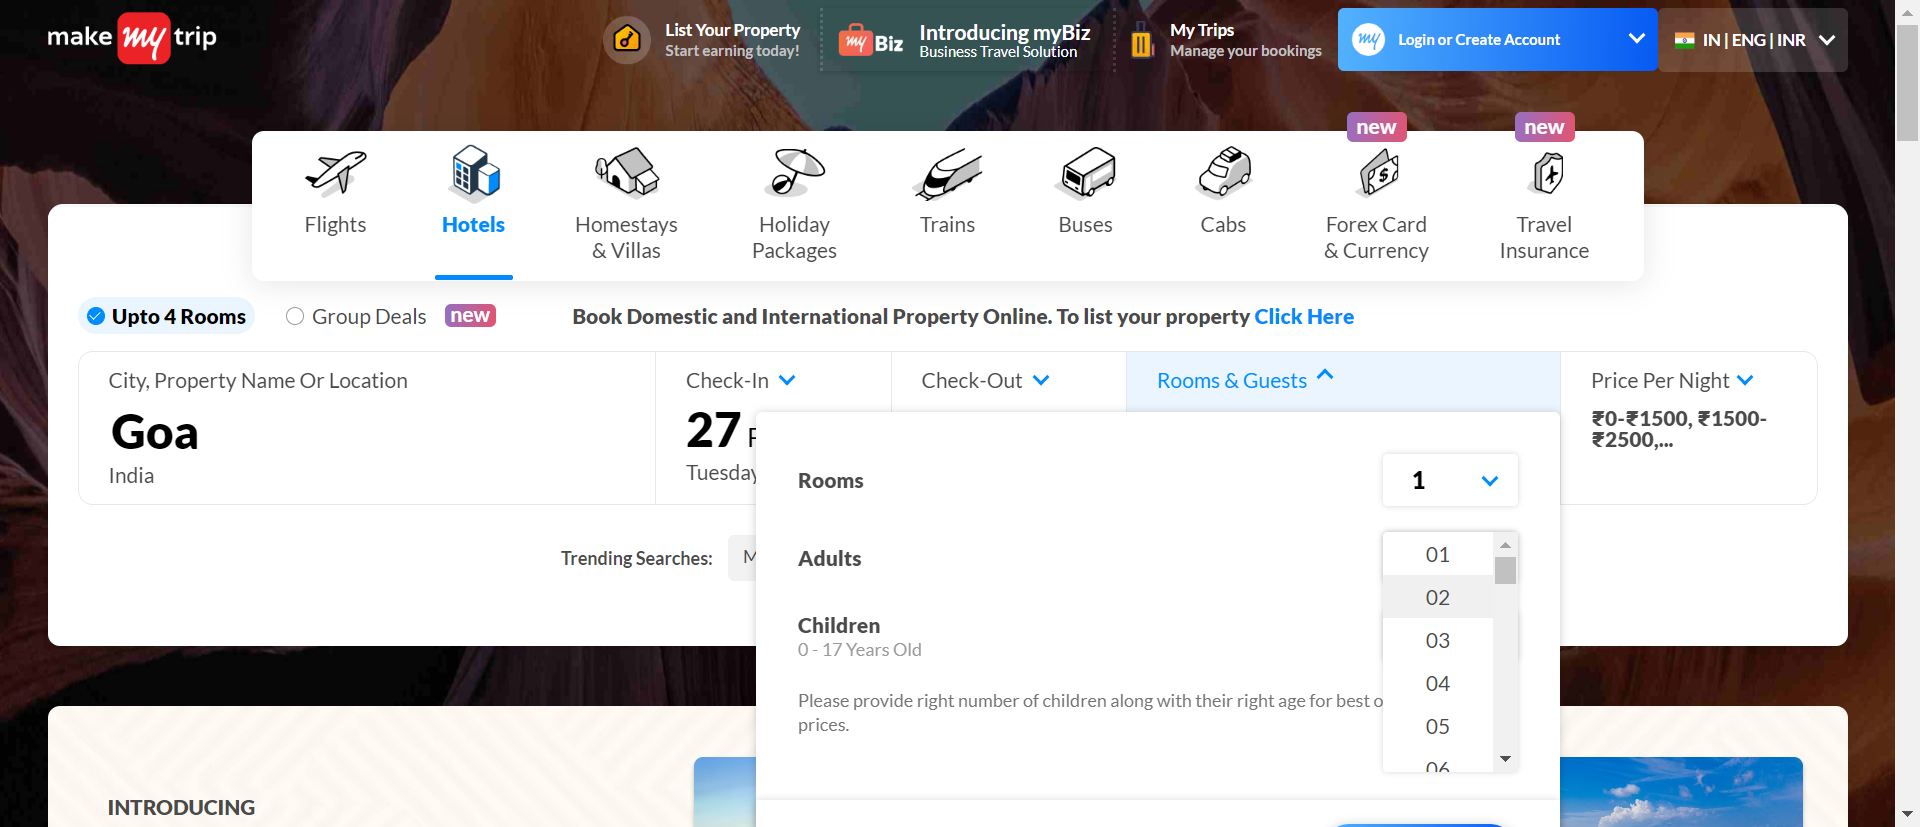 make my trip
List Your Property
Start earning today!
my Biz
Introducing myBiz
Business Travel Solution
My Trips
Manage your bookings
my
Login or Create Account
IN | ENG | INR
new
new
Flights
Hotels
Homestays
& Villas
Holiday
Packages
Trains
Buses
Cabs
Forex Card
& Currency
Travel
Insurance
Upto 4 Rooms
Group Deals
new
Book Domestic and International Property Online. To list your property Click Here
City, Property Name Or Location
Goa
India
Check-In
27
Tuesday
Check-Out
Rooms & Guests
Price Per Night
₹0-₹1500, ₹1500-
₹2500,...
Rooms
1
Adults
01
02
03
04
05
06
Children
0 - 17 Years Old
Please provide right number of children along with their right age for best
prices.
Trending Searches:
INTRODUCING